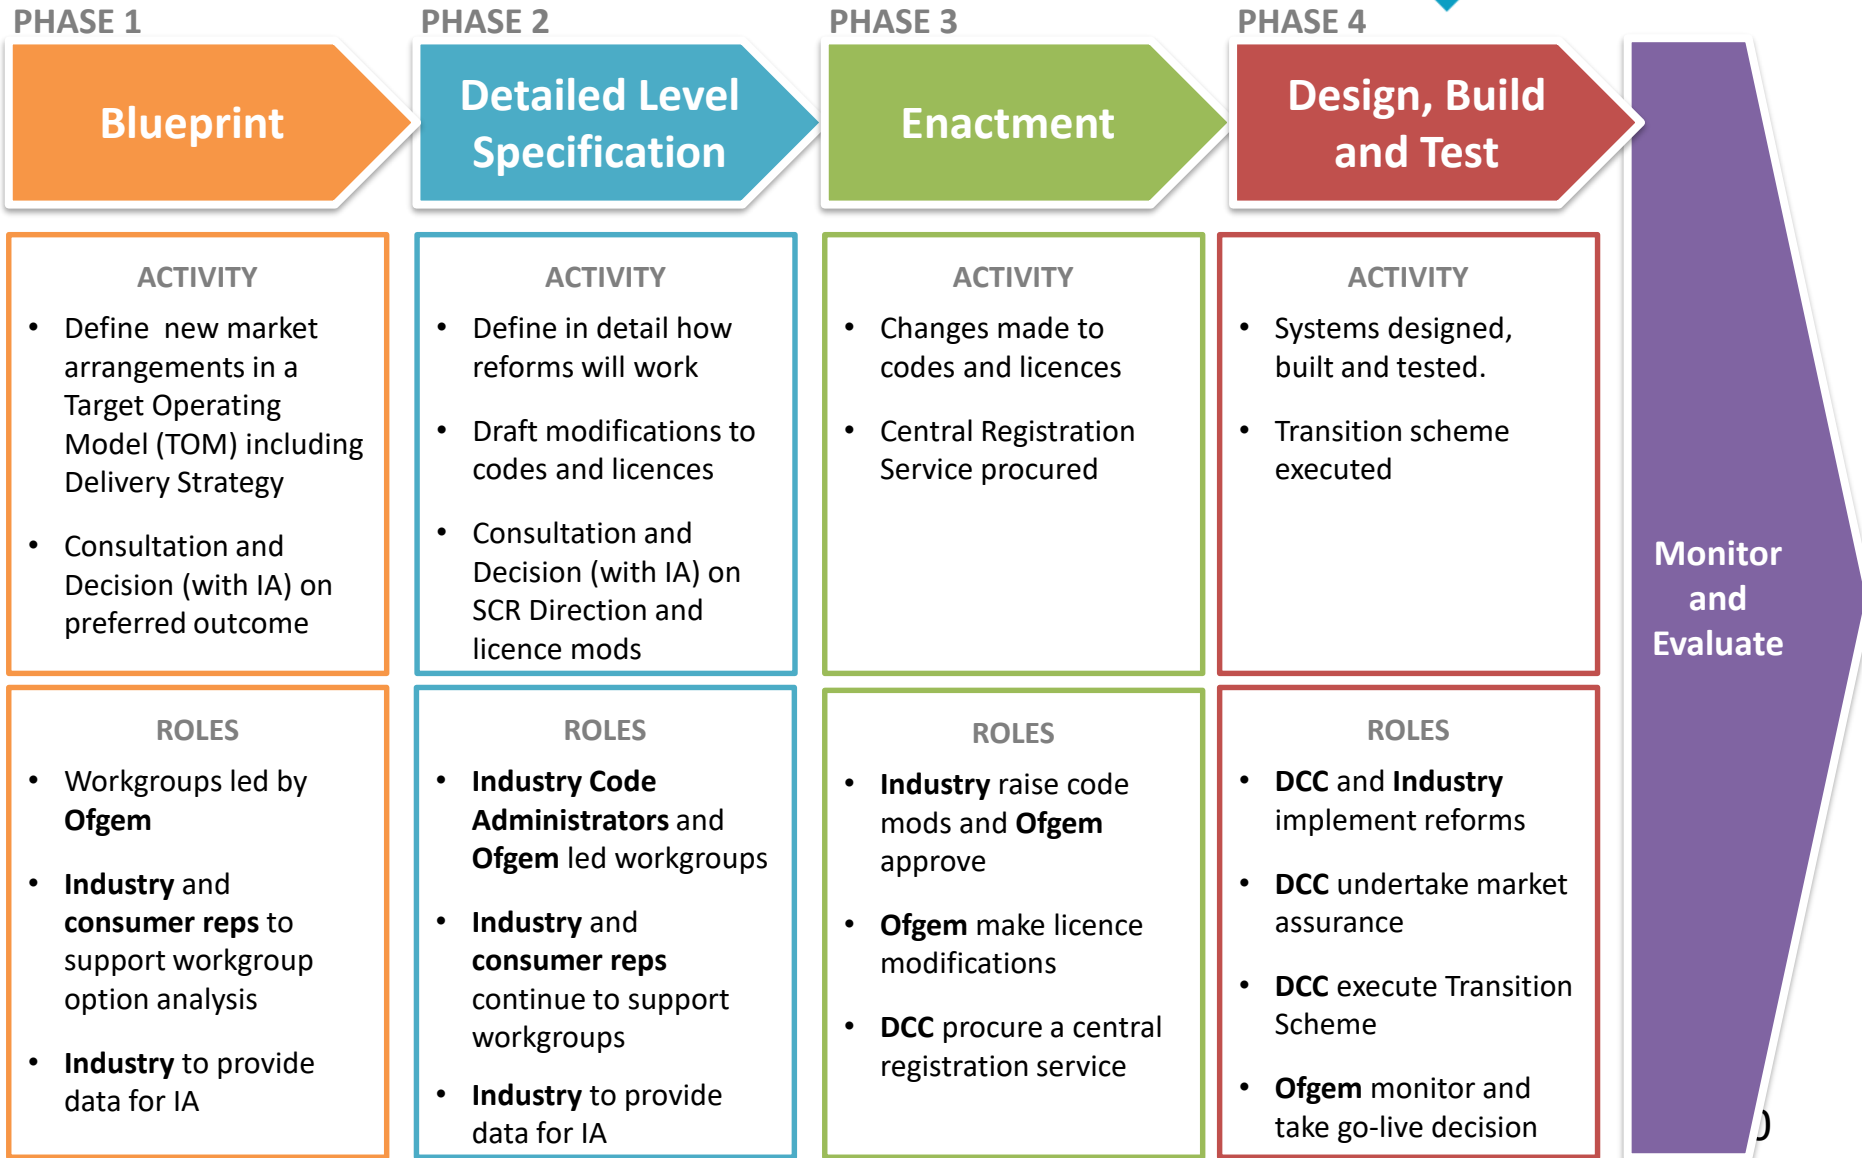 PHASE 1
Blueprint
ACTIVITY
• Define new market
arrangements in a
Target Operating
Model (TOM) including
Delivery Strategy
• Consultation and
Decision (with IA) on
preferred outcome
ROLES
• Workgroups led by
Ofgem
• Industry and
consumer reps to
support workgroup
option analysis
• Industry to provide
data for IA
PHASE 2
Detailed Level
Specification
ACTIVITY
• Define in detail how
reforms will work
• Draft modifications to
codes and licences
• Consultation and
Decision (with IA) on
SCR Direction and
licence mods
ROLES
• Industry Code
Administrators and
Ofgem led workgroups
• Industry and
consumer reps
continue to support
workgroups
• Industry to provide
data for IA
PHASE 3
Enactment
ACTIVITY
• Changes made to
codes and licences
• Central Registration
Service procured
ROLES
• Industry raise code
mods and Ofgem
approve
• Ofgem make licence
modifications
• DCC procure a central
registration service
PHASE 4
Design, Build
and Test
ACTIVITY
• Systems designed,
built and tested.
• Transition scheme
executed
ROLES
• DCC and Industry
implement reforms
• DCC undertake market
assurance
• DCC execute Transition
Scheme
• Ofgem monitor and
take go-live decision
Monitor
and
Evaluate